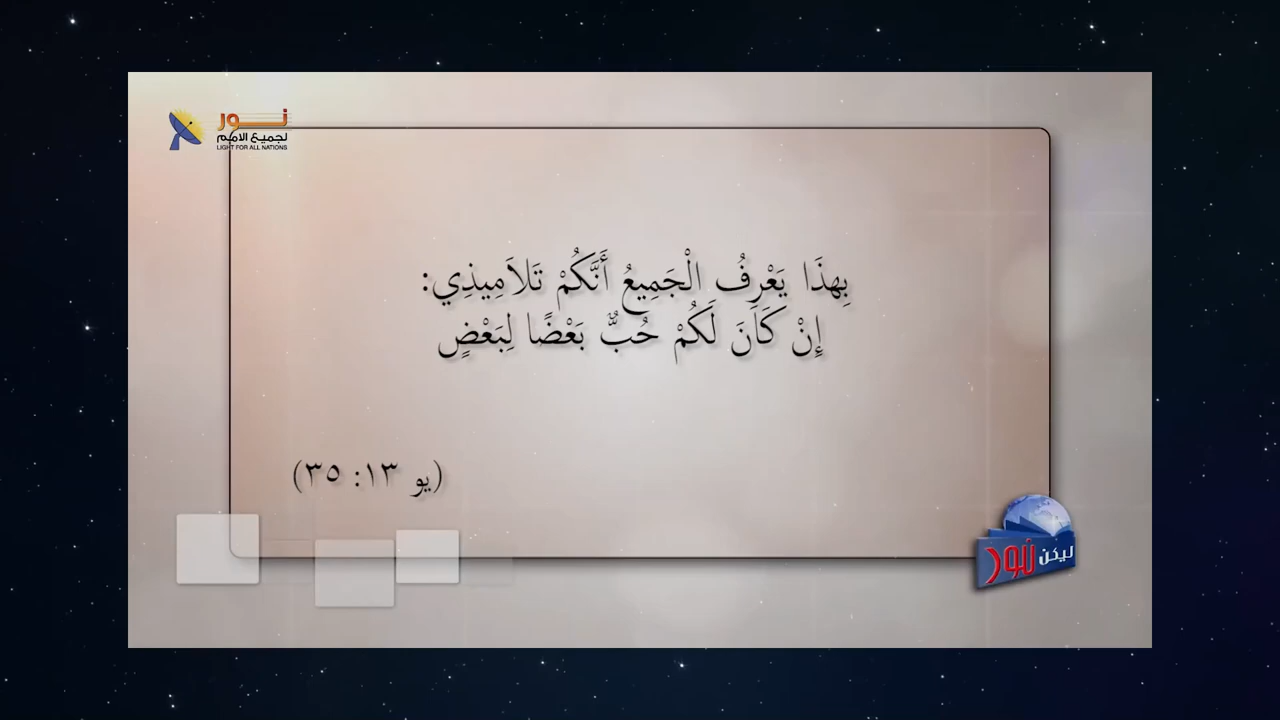 نور
لجميع الامم
LIGHT FOR ALL NATIONS
بِهذَا يَعْرِفُ الْجَمِيعُ أَنَّكُمْ تَلاَمِيذِي:
إِنْ كَانَ لَكُمْ حُبٌّ بَعْضًا لِبَعْضٍ
(يو ١٣: ٣٥)
ليكن نور